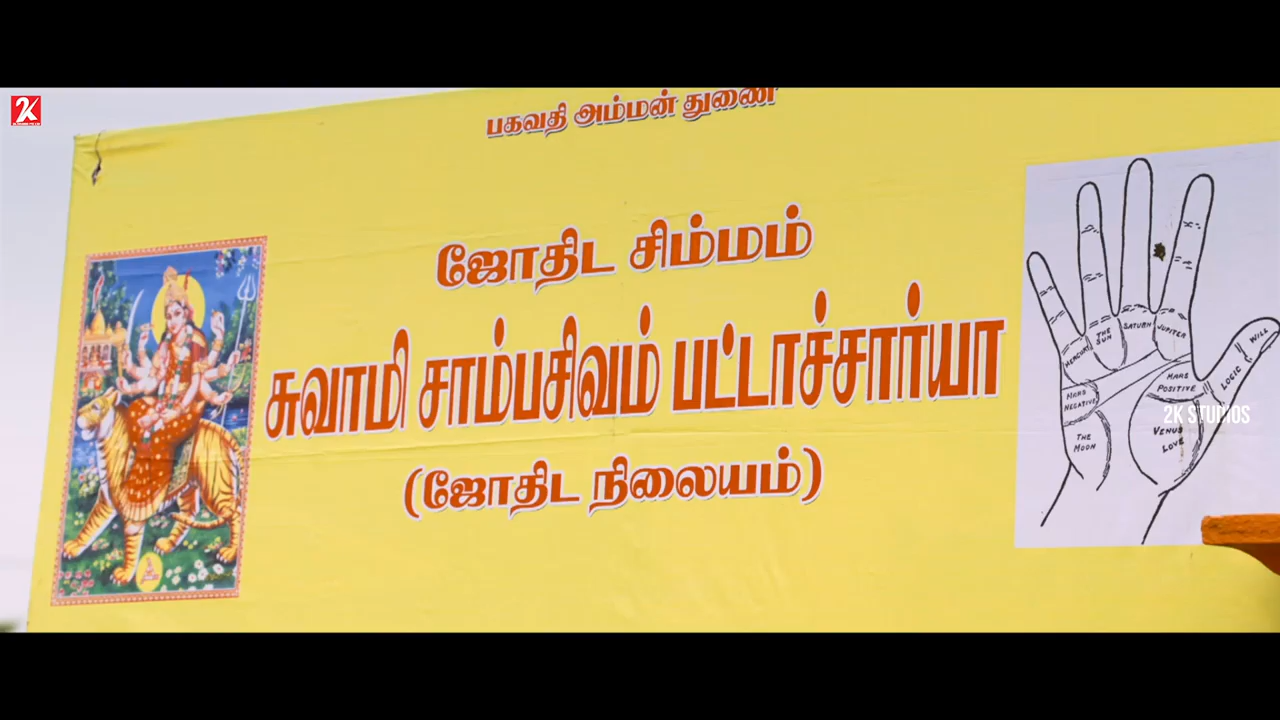 2K
பகவதி அம்மன் துணை
ஜோதிட சிம்மம்
சுவாமி சாம்பசிவம் பட்டாச்சார்யா
(ஜோதிட நிலையம்)
MERCURY
THE SUN
SATURN
JUPITER
WILL
LOGIC
MARS POSITIVE
MARS NEGATIVE
2K STUDIOS
VENUS
LOVE
THE MOON